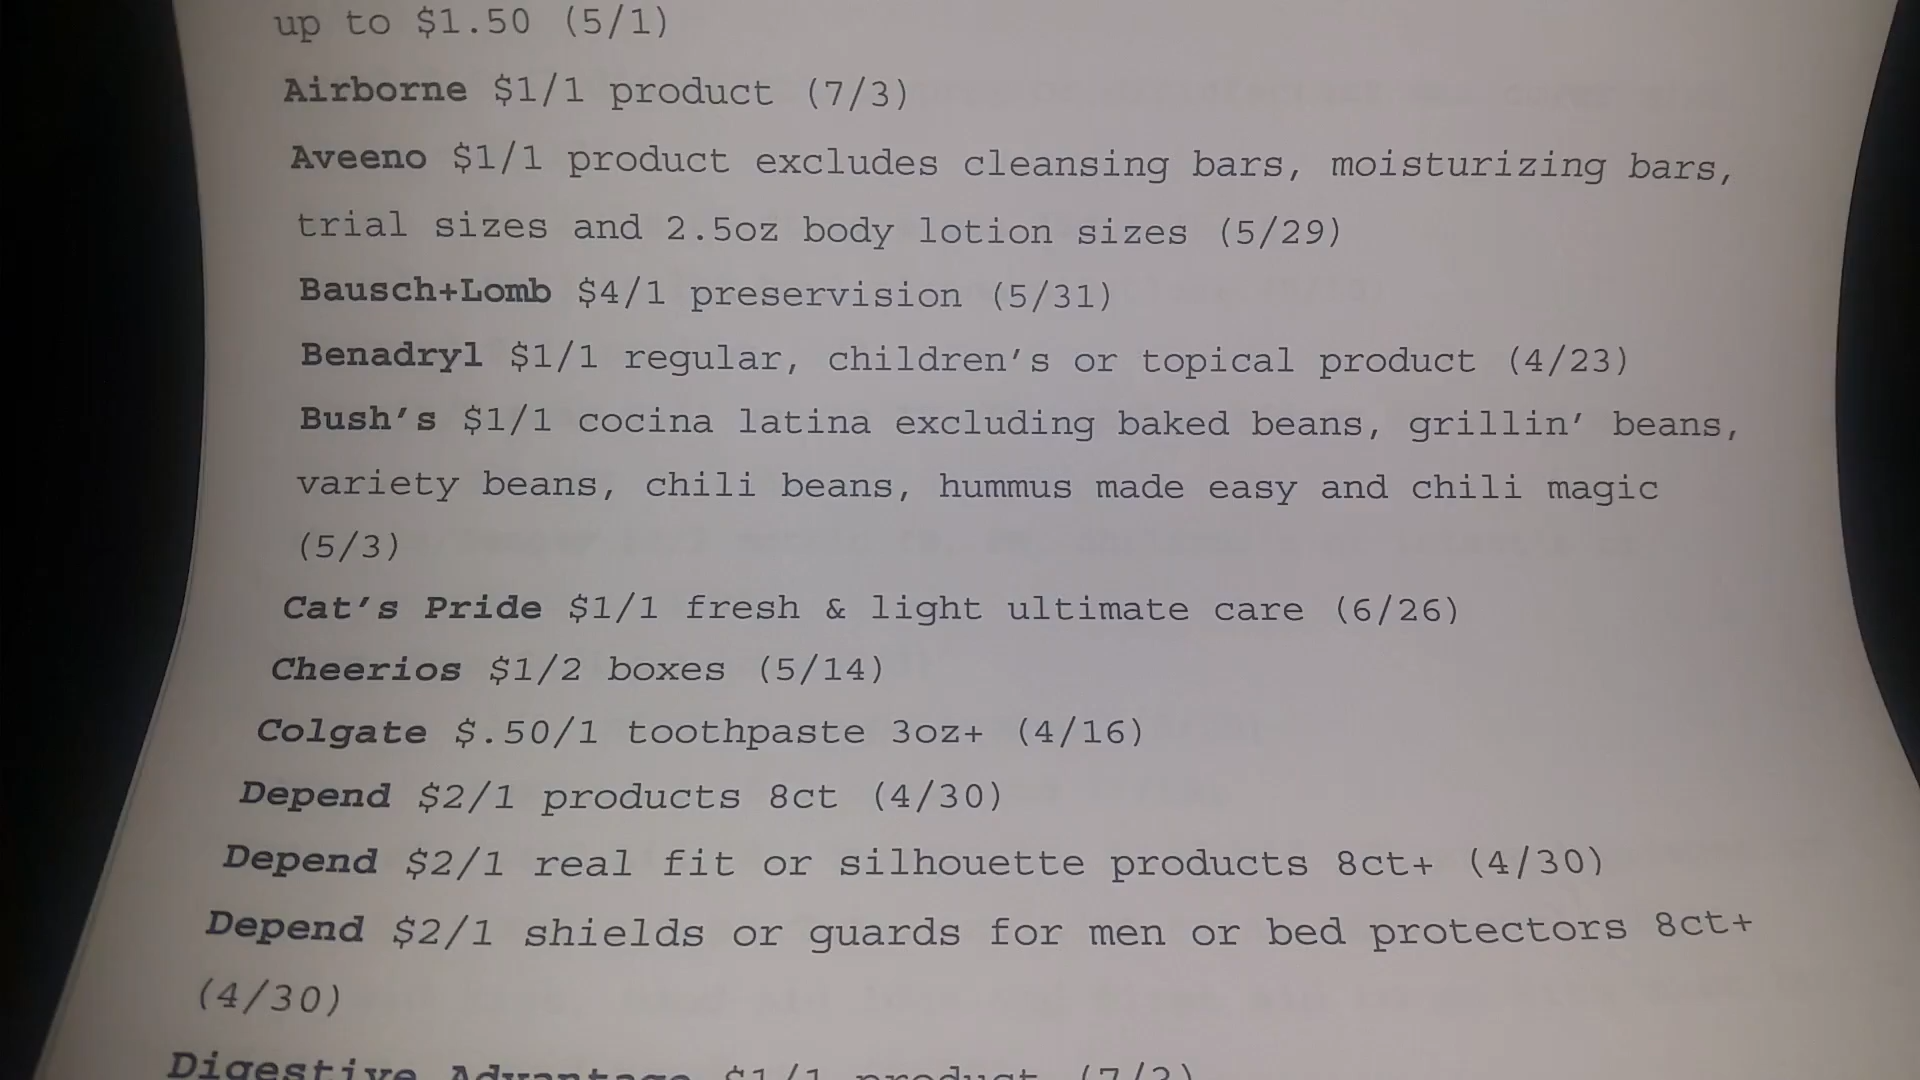 up to $1.50 (5/1)
Airborne $1/1 product (7/3)
Aveeno $1/1 product excludes cleansing bars, moisturizing bars,
trial sizes and 2.5oz body lotion sizes (5/29)
Bausch+Lomb $4/1 preservision (5/31)
Benadryl $1/1 regular, children's or topical product (4/23)
Bush's $1/1 cocina latina excluding baked beans, grillin' beans,
variety beans, chili beans, hummus made easy and chili magic
(5/3)
Cat's Pride $1/1 fresh & light ultimate care (6/26)
Cheerios $1/2 boxes (5/14)
Colgate $.50/1 toothpaste 3oz+ (4/16)
Depend $2/1 products 8ct (4/30)
Depend $2/1 real fit or silhouette products 8ct+ (4/30)
Depend $2/1 shields or guards for men or bed protectors 8ct+
(4/30)
Digestive Advantage $1/1 product